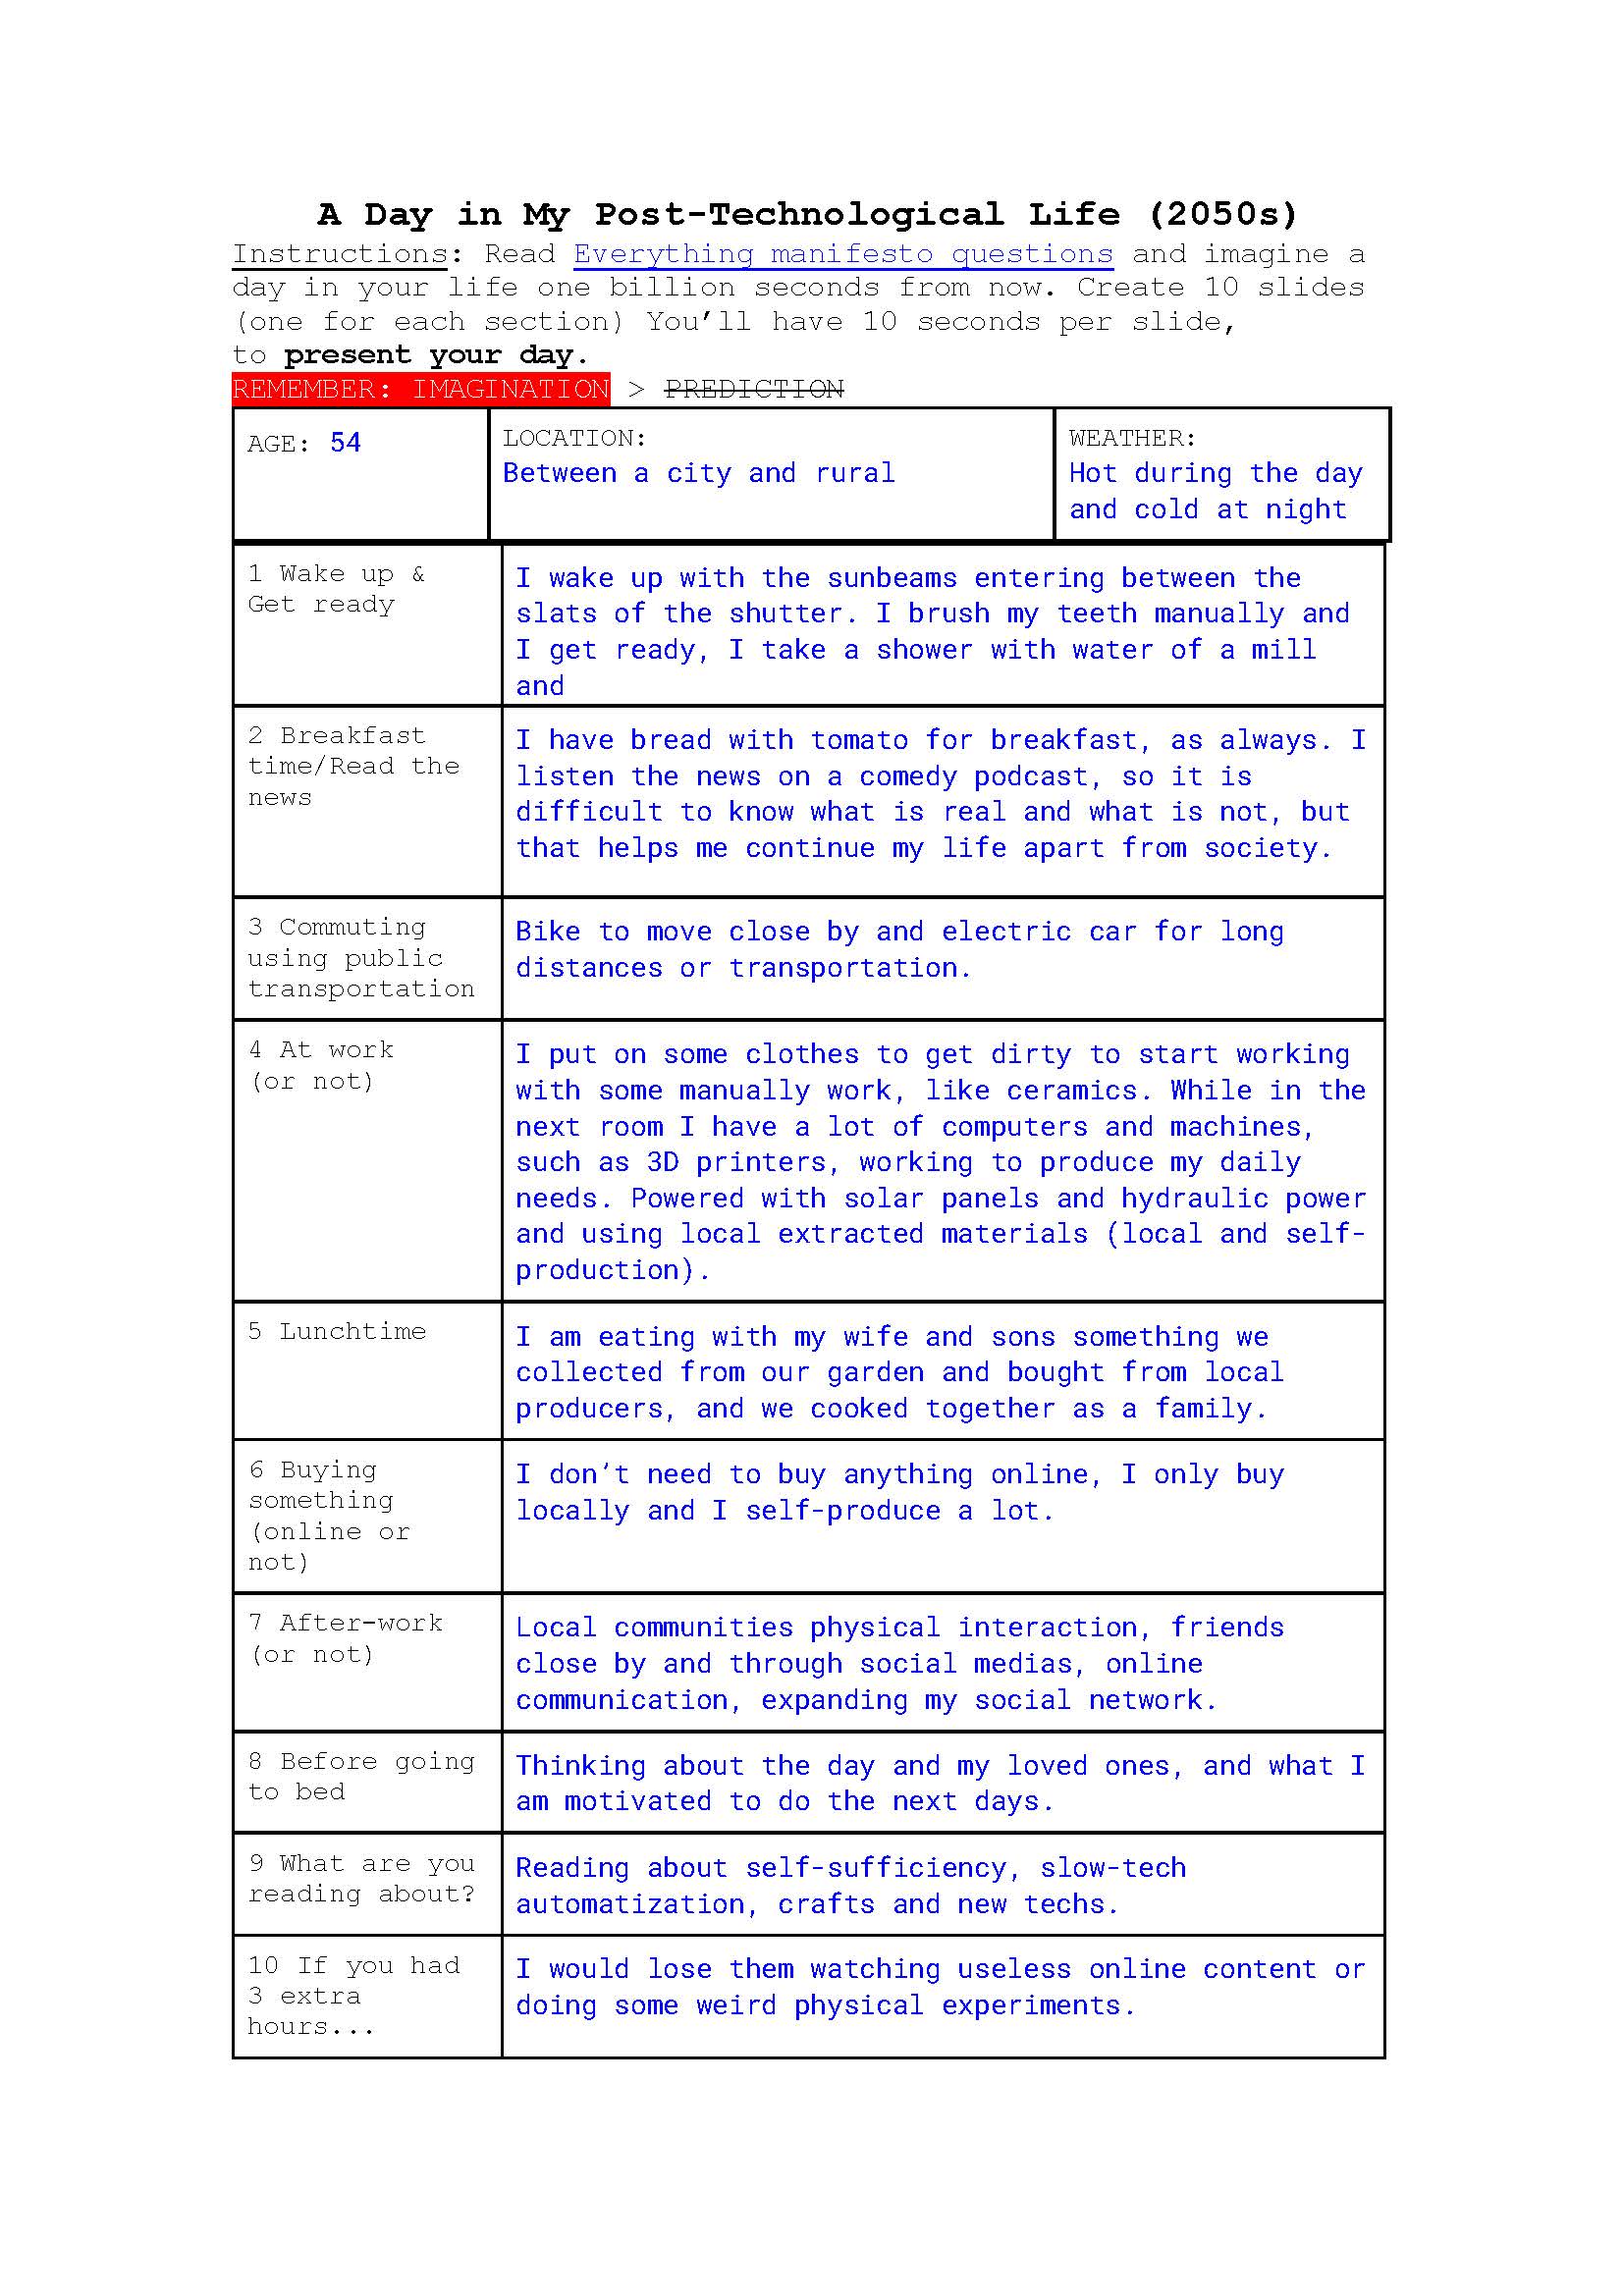 A Day in My Post-Technological Life (2050s)
Instructions: Read Everything manifesto questions and imagine a
day in your life one billion seconds from now. Create 10 slides
(one for each section) You’ll have 10 seconds per slide,
to present your day.
REMEMBER: IMAGINATION > PREDICTION
AGE: 54
LOCATION:
Between a city and rural
WEATHER:
Hot during the day
and cold at night
1 Wake up &
Get ready
I wake up with the sunbeams entering between the
slats of the shutter. I brush my teeth manually and
I get ready, I take a shower with water of a mill
and
2 Breakfast
time/Read the
news
I have bread with tomato for breakfast, as always. I
listen the news on a comedy podcast, so it is
difficult to know what is real and what is not, but
that helps me continue my life apart from society.
3 Commuting
using public
transportation
Bike to move close by and electric car for long
distances or transportation.
4 At work
(or not)
I put on some clothes to get dirty to start working
with some manually work, like ceramics. While in the
next room I have a lot of computers and machines,
such as 3D printers, working to produce my daily
needs. Powered with solar panels and hydraulic power
and using local extracted materials (local and self-
production).
5 Lunchtime
I am eating with my wife and sons something we
collected from our garden and bought from local
producers, and we cooked together as a family.
6 Buying
something
(online or
not)
I don’t need to buy anything online, I only buy
locally and I self-produce a lot.
7 After-work
(or not)
Local communities physical interaction, friends
close by and through social medias, online
communication, expanding my social network.
8 Before going
to bed
Thinking about the day and my loved ones, and what I
am motivated to do the next days.
9 What are you
reading about?
Reading about self-sufficiency, slow-tech
automatization, crafts and new techs.
10 If you had
3 extra
hours...
I would lose them watching useless online content or
doing some weird physical experiments.